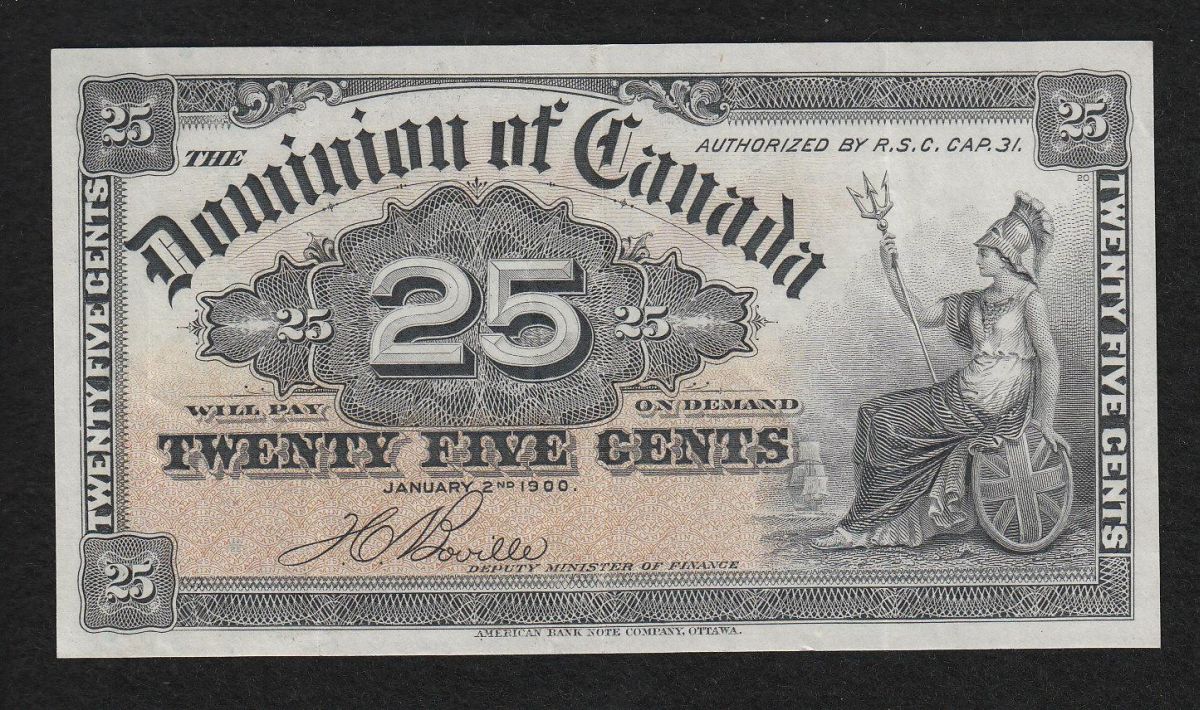 25 25
THE Dominion of Canada
AUTHORIZED BY R.S.C. CAP. 31.
20
TWENTY FIVE CENTS
25 25 25
TWENTY FIVE CENTS
WILL PAY ON DEMAND
TWENTY FIVE CENTS
JANUARY 2ND 1900.
H C Boville
DEPUTY MINISTER OF FINANCE
25
AMERICAN BANK NOTE COMPANY, OTTAWA.